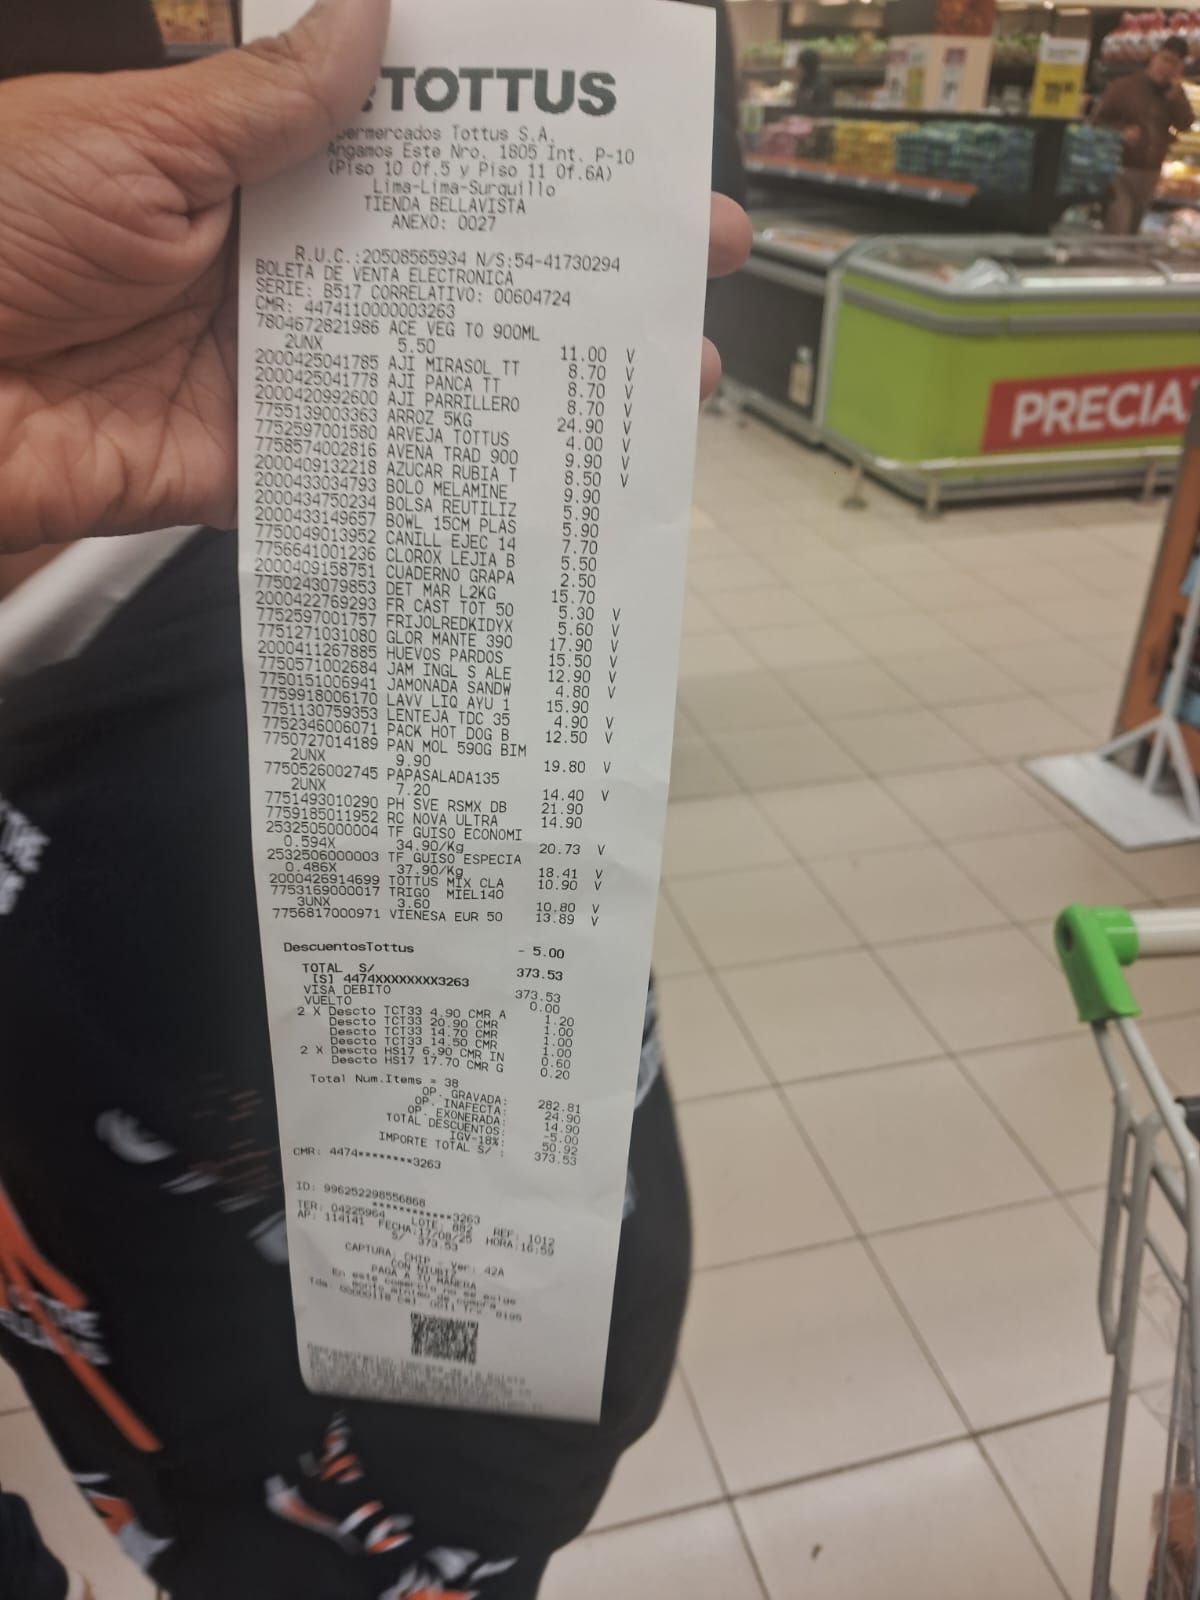 TOTTUS
permercados Tottus S.A.
Angamos Este Nro. 1805 Int. P-10
(Piso 10 Of.5 y Piso 11 Of.6A)
Lima-Lima-Surquillo
TIENDA BELLAVISTA
ANEXO: 0027
R.U.C.:20508565934 N/S:54-41730294
BOLETA DE VENTA ELECTRONICA
SERIE: B517 CORRELATIVO: 00604724
CMR: 4474110000003263
7804672821986 ACE VEG TO 900ML
2UNX 5.50 11.00 V
2000425041785 AJI MIRASOL TT 8.70 V
2000425041778 AJI PANCA TT 8.70 V
2000420992600 AJI PARRILLERO 8.70 V
7755139003363 ARROZ 5KG 24.90 V
7752597001580 ARVEJA TOTTUS 4.00 V
7758574002816 AVENA TRAD 900 9.90 V
2000409132218 AZUCAR RUBIA T 8.50 V
2000433034793 BOLO MELAMINE 9.90
2000434750234 BOLSA REUTILIZ 5.90
2000433149657 BOWL 15CM PLAS 5.90
7750049013952 CANILL EJEC 14 7.70
7756641001236 CLOROX LEJIA B 5.50
2000409158751 CUADERNO GRAPA 2.50
7750243079853 DET MAR L2KG 15.70
2000422769293 FR CAST TOT 50 5.30 V
7752597001757 FRIJOLREDKIDYX 5.60 V
7751271031080 GLOR MANTE 390 17.90 V
2000411267885 HUEVOS PARDOS 15.50 V
7750571002684 JAM INGL S ALE 12.90 V
7750151006941 JAMONADA SANDW 4.80 V
7759918006170 LAVV LIQ AYU 1 15.90
7751130759353 LENTEJA TDC 35 4.90 V
7752346006071 PACK HOT DOG B 12.50 V
7750727014189 PAN MOL 590G BIM
2UNX 9.90 19.80 V
7750526002745 PAPASALADA135
2UNX 7.20 14.40 V
7751493010290 PH SVE RSMX DB 21.90
7759185011952 RC NOVA ULTRA 14.90
2532505000004 TF GUISO ECONOMI
0.594X 34.90/Kg 20.73 V
2532506000003 TF GUISO ESPECIA
0.486X 37.90/Kg 18.41 V
2000426914699 TOTTUS MIX CLA 10.90 V
7753169000017 TRIGO MIEL140
3UNX 3.60 10.80 V
7756817000971 VIENESA EUR 50 13.89 V
DescuentosTottus - 5.00
TOTAL S/ 373.53
[S] 4474XXXXXXXX3263
VISA DEBITO 373.53
VUELTO 0.00
2 X Descto TCT33 4.90 CMR A 1.20
Descto TCT33 20.90 CMR 1.00
Descto TCT33 14.70 CMR 1.00
Descto TCT33 14.50 CMR 1.00
2 X Descto HS17 6.90 CMR IN 0.60
Descto HS17 17.70 CMR G 0.20
Total Num.Items = 38
OP. GRAVADA: 282.81
OP. INAFECTA: 24.90
OP. EXONERADA: 14.90
TOTAL DESCUENTOS: -5.00
IGV-18%: 50.92
IMPORTE TOTAL S/ : 373.53
CMR: 4474********3263
ID: 996252298556868
************3263
TER: 04225964 LOTE: 882 REF: 1012
AP: 114141 FECHA:17/08/25 HORA:16:59
S/ 373.53
CAPTURA CHIP - Ver: 42A
CON NIUBIZ
PAGA A TU MANERA
En este comercio no se exige
monto minimo de compra
PRECIA